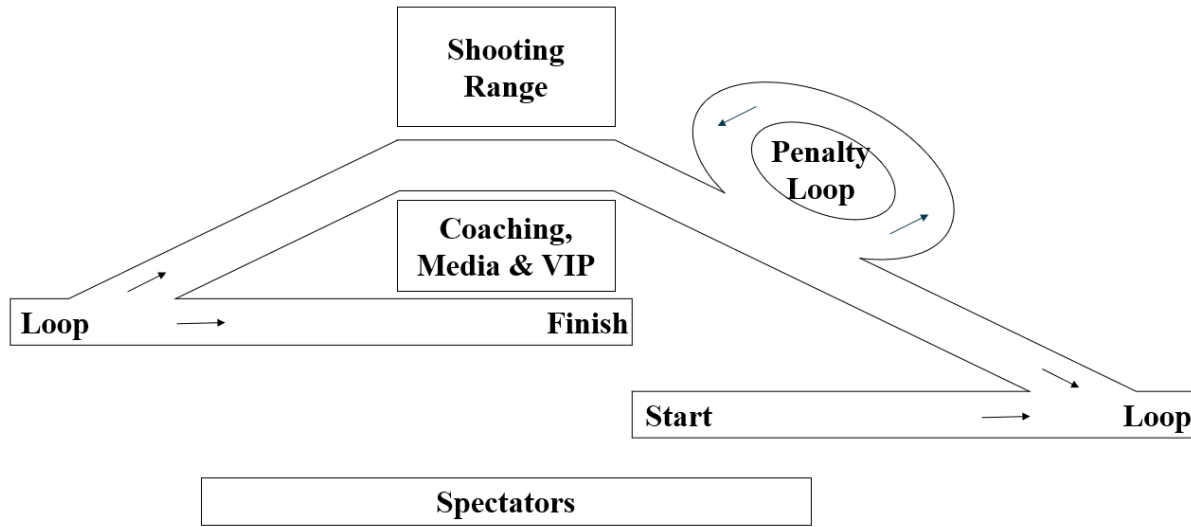 Shooting
Range
Penalty
Loop
Coaching,
Media & VIP
Loop
Finish
Start
Loop
Spectators